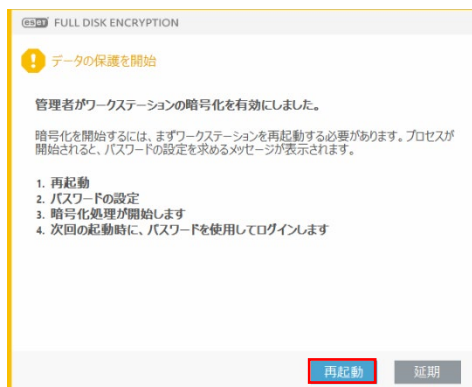 eset FULL DISK ENCRYPTION
データの保護を開始
管理者がワークステーションの暗号化を有効にしました。
暗号化を開始するには、まずワークステーションを再起動する必要があります。プロセスが
開始されると、パスワードの設定を求めるメッセージが表示されます。
1. 再起動
2. パスワードの設定
3. 暗号化処理が開始します
4. 次回の起動時に、パスワードを使用してログインします
再起動 延期